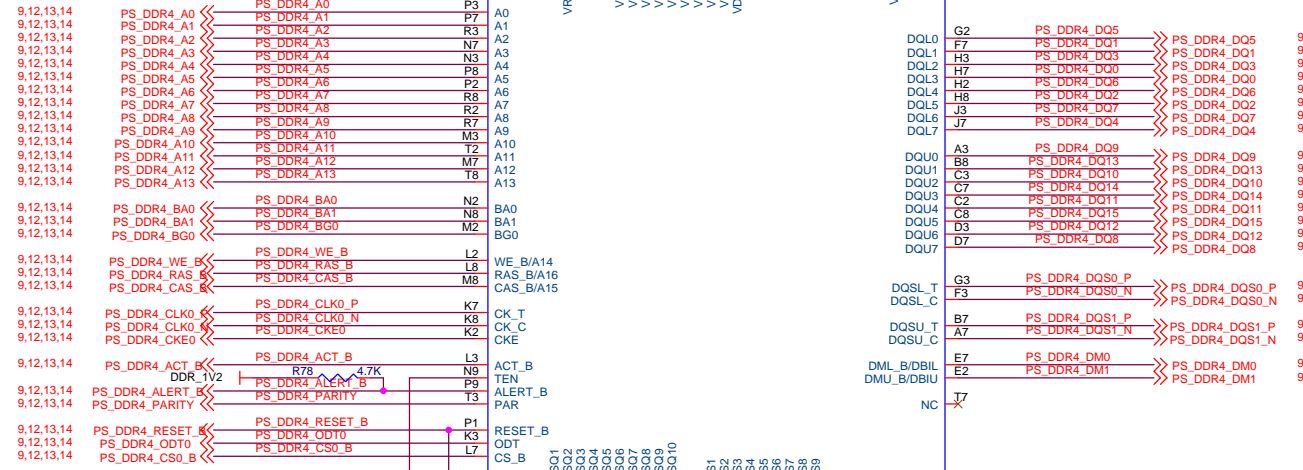 9,12,13,14 PS_DDR4_A0 PS_DDR4_A0 P3 A0
9,12,13,14 PS_DDR4_A1 PS_DDR4_A1 P7 A1
9,12,13,14 PS_DDR4_A2 PS_DDR4_A2 R3 A2
9,12,13,14 PS_DDR4_A3 PS_DDR4_A3 N7 A3
9,12,13,14 PS_DDR4_A4 PS_DDR4_A4 N3 A4
9,12,13,14 PS_DDR4_A5 PS_DDR4_A5 P8 A5
9,12,13,14 PS_DDR4_A6 PS_DDR4_A6 P2 A6
9,12,13,14 PS_DDR4_A7 PS_DDR4_A7 R8 A7
9,12,13,14 PS_DDR4_A8 PS_DDR4_A8 R2 A8
9,12,13,14 PS_DDR4_A9 PS_DDR4_A9 R7 A9
9,12,13,14 PS_DDR4_A10 PS_DDR4_A10 M3 A10
9,12,13,14 PS_DDR4_A11 PS_DDR4_A11 T2 A11
9,12,13,14 PS_DDR4_A12 PS_DDR4_A12 M7 A12
9,12,13,14 PS_DDR4_A13 PS_DDR4_A13 T8 A13
9,12,13,14 PS_DDR4_BA0 PS_DDR4_BA0 N2 BA0
9,12,13,14 PS_DDR4_BA1 PS_DDR4_BA1 N8 BA1
9,12,13,14 PS_DDR4_BG0 PS_DDR4_BG0 M2 BG0
9,12,13,14 PS_DDR4_WE_B PS_DDR4_WE_B L2 WE_B/A14
9,12,13,14 PS_DDR4_RAS_B PS_DDR4_RAS_B L8 RAS_B/A16
9,12,13,14 PS_DDR4_CAS_B PS_DDR4_CAS_B M8 CAS_B/A15
9,12,13,14 PS_DDR4_CLK0_P PS_DDR4_CLK0_P K7 CK_T
9,12,13,14 PS_DDR4_CLK0_N PS_DDR4_CLK0_N K8 CK_C
9,12,13,14 PS_DDR4_CKE0 PS_DDR4_CKE0 K2 CKE
9,12,13,14 PS_DDR4_ACT_B PS_DDR4_ACT_B L3 ACT_B
DDR_1V2 R78 4.7K N9 TEN
9,12,13,14 PS_DDR4_ALERT_B PS_DDR4_ALERT_B P9 ALERT_B
9,12,13,14 PS_DDR4_PARITY PS_DDR4_PARITY T3 PAR
9,12,13,14 PS_DDR4_RESET_B PS_DDR4_RESET_B P1 RESET_B
9,12,13,14 PS_DDR4_ODT0 PS_DDR4_ODT0 K3 ODT
9,12,13,14 PS_DDR4_CS0_B PS_DDR4_CS0_B L7 CS_B
DQL0 G2 PS_DDR4_DQ5 PS_DDR4_DQ5 9
DQL1 F7 PS_DDR4_DQ1 PS_DDR4_DQ1 9
DQL2 H3 PS_DDR4_DQ3 PS_DDR4_DQ3 9
DQL3 H7 PS_DDR4_DQ0 PS_DDR4_DQ0 9
DQL4 H2 PS_DDR4_DQ6 PS_DDR4_DQ6 9
DQL5 H8 PS_DDR4_DQ2 PS_DDR4_DQ2 9
DQL6 J3 PS_DDR4_DQ7 PS_DDR4_DQ7 9
DQL7 J7 PS_DDR4_DQ4 PS_DDR4_DQ4 9
DQU0 A3 PS_DDR4_DQ9 PS_DDR4_DQ9 9
DQU1 B8 PS_DDR4_DQ13 PS_DDR4_DQ13 9
DQU2 C3 PS_DDR4_DQ10 PS_DDR4_DQ10 9
DQU3 C7 PS_DDR4_DQ14 PS_DDR4_DQ14 9
DQU4 C2 PS_DDR4_DQ11 PS_DDR4_DQ11 9
DQU5 C8 PS_DDR4_DQ15 PS_DDR4_DQ15 9
DQU6 D3 PS_DDR4_DQ12 PS_DDR4_DQ12 9
DQU7 D7 PS_DDR4_DQ8 PS_DDR4_DQ8 9
DQSL_T G3 PS_DDR4_DQS0_P PS_DDR4_DQS0_P 9
DQSL_C F3 PS_DDR4_DQS0_N PS_DDR4_DQS0_N 9
DQSU_T B7 PS_DDR4_DQS1_P PS_DDR4_DQS1_P 9
DQSU_C A7 PS_DDR4_DQS1_N PS_DDR4_DQS1_N 9
DML_B/DBIL E7 PS_DDR4_DM0 PS_DDR4_DM0 9
DMU_B/DBIU E2 PS_DDR4_DM1 PS_DDR4_DM1 9
NC T7